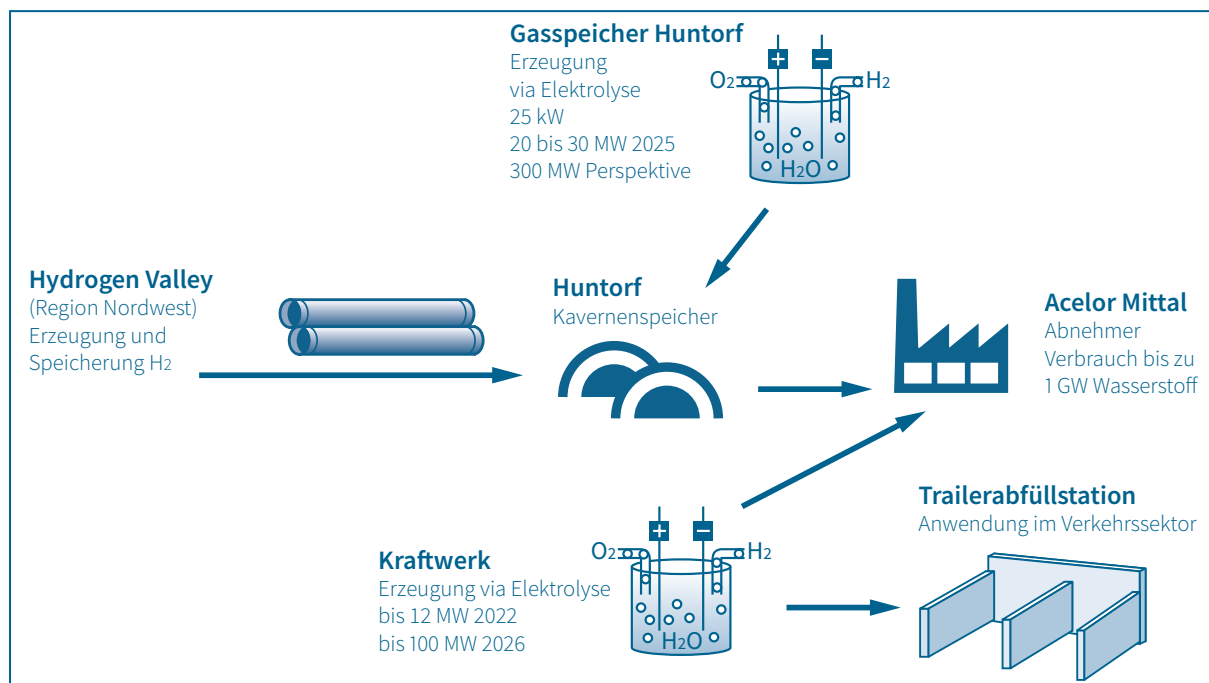 Gasspeicher Huntorf
Erzeugung
via Elektrolyse
25 kW
20 bis 30 MW 2025
300 MW Perspektive
+
−
O2
H2
H2O
Hydrogen Valley
(Region Nordwest)
Erzeugung und
Speicherung H2
Huntorf
Kavernenspeicher
Acelor Mittal
Abnehmer
Verbrauch bis zu
1 GW Wasserstoff
Kraftwerk
Erzeugung via Elektrolyse
bis 12 MW 2022
bis 100 MW 2026
+
−
O2
H2
H2O
Trailerabfüllstation
Anwendung im Verkehrssektor